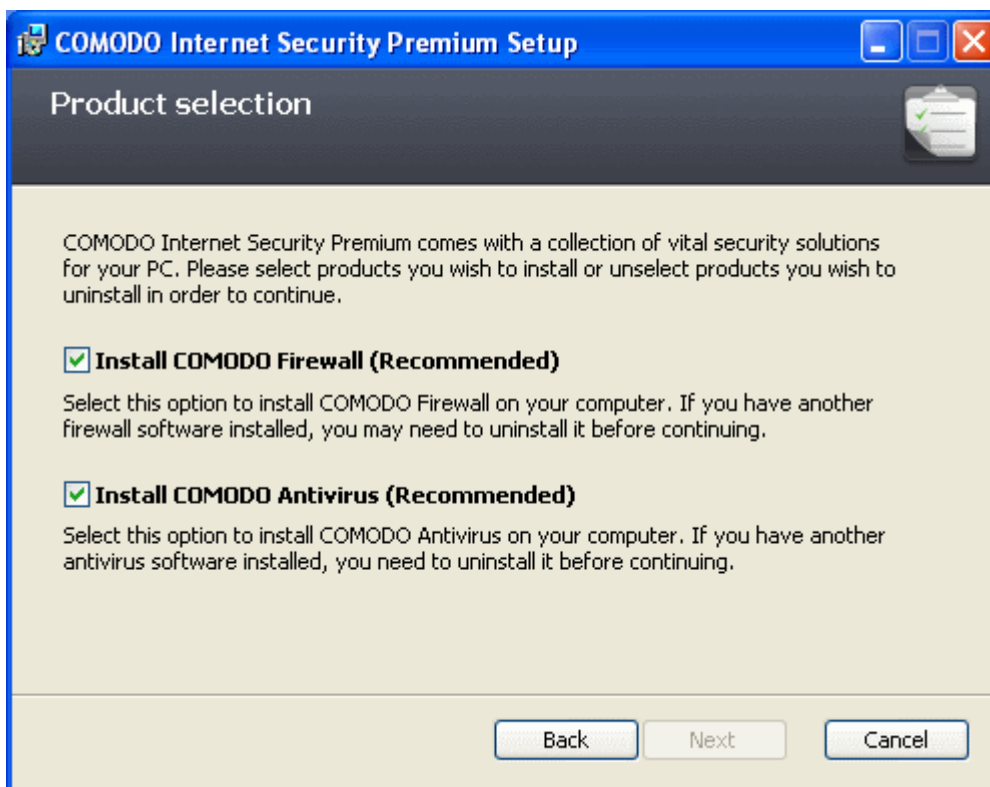 COMODO Internet Security Premium Setup
Product selection
COMODO Internet Security Premium comes with a collection of vital security solutions
for your PC. Please select products you wish to install or unselect products you wish to
uninstall in order to continue.
Install COMODO Firewall (Recommended)
Select this option to install COMODO Firewall on your computer. If you have another
firewall software installed, you may need to uninstall it before continuing.
Install COMODO Antivirus (Recommended)
Select this option to install COMODO Antivirus on your computer. If you have another
antivirus software installed, you need to uninstall it before continuing.
Back Next Cancel